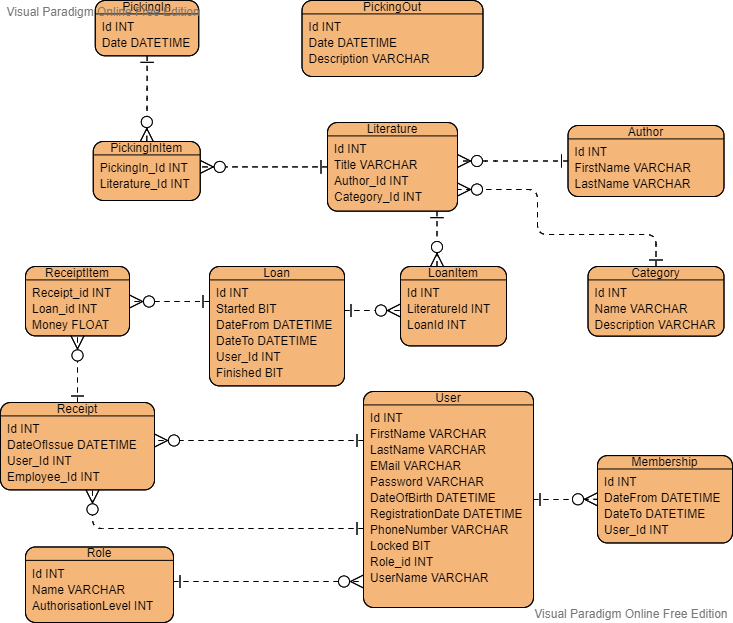 Visual Paradigm Online Free Edition
PickingIn
Id INT
Date DATETIME
PickingOut
Id INT
Date DATETIME
Description VARCHAR
PickingInItem
PickingIn_Id INT
Literature_Id INT
Literature
Id INT
Title VARCHAR
Author_Id INT
Category_Id INT
Author
Id INT
FirstName VARCHAR
LastName VARCHAR
ReceiptItem
Receipt_id INT
Loan_id INT
Money FLOAT
Loan
Id INT
Started BIT
DateFrom DATETIME
DateTo DATETIME
User_Id INT
Finished BIT
LoanItem
Id INT
LiteratureId INT
LoanId INT
Category
Id INT
Name VARCHAR
Description VARCHAR
Receipt
Id INT
DateOfIssue DATETIME
User_Id INT
Employee_Id INT
User
Id INT
FirstName VARCHAR
LastName VARCHAR
EMail VARCHAR
Password VARCHAR
DateOfBirth DATETIME
RegistrationDate DATETIME
PhoneNumber VARCHAR
Locked BIT
Role_id INT
UserName VARCHAR
Membership
Id INT
DateFrom DATETIME
DateTo DATETIME
User_Id INT
Role
Id INT
Name VARCHAR
AuthorisationLevel INT
Visual Paradigm Online Free Edition